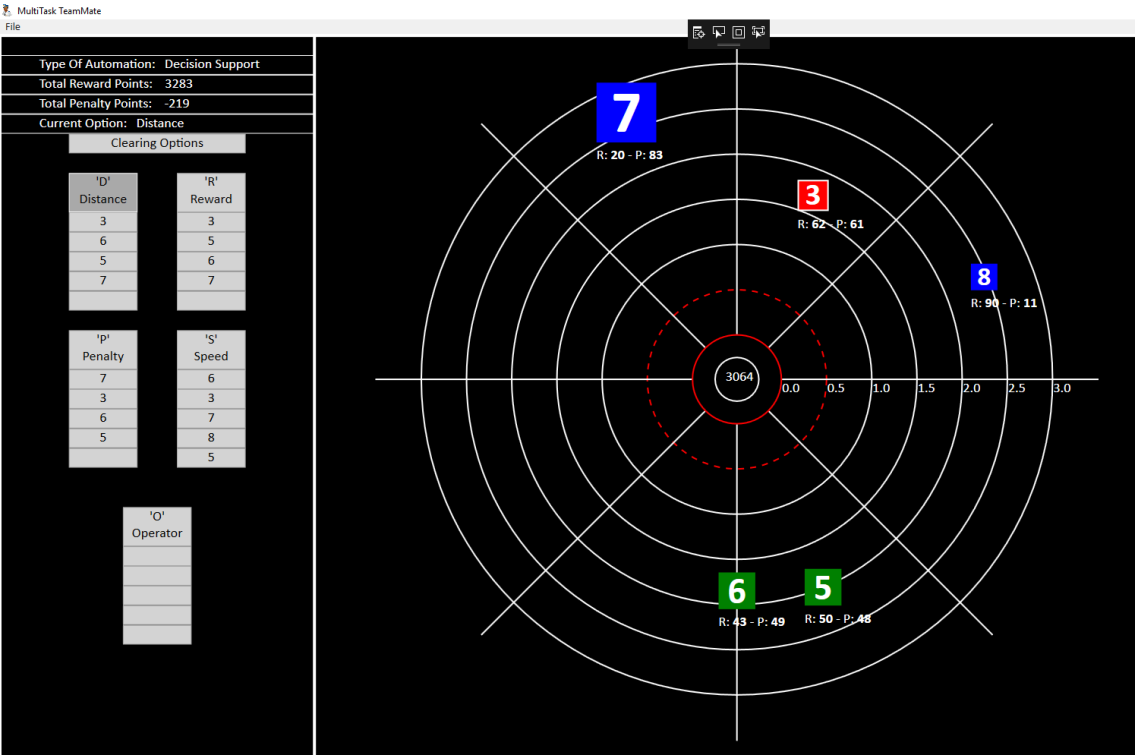 MultiTask TeamMate
File
Type Of Automation: Decision Support
Total Reward Points: 3283
Total Penalty Points: -219
Current Option: Distance
Clearing Options
'D' 'R'
Distance Reward
3 3
6 5
5 6
7 7
'P' 'S'
Penalty Speed
7 6
3 3
6 7
5 8
5
'O'
Operator
7
R: 20 - P: 83
3
R: 62 - P: 61
8
R: 90 - P: 11
3064
0.0 0.5 1.0 1.5 2.0 2.5 3.0
6 5
R: 43 - P: 49 R: 50 - P: 48